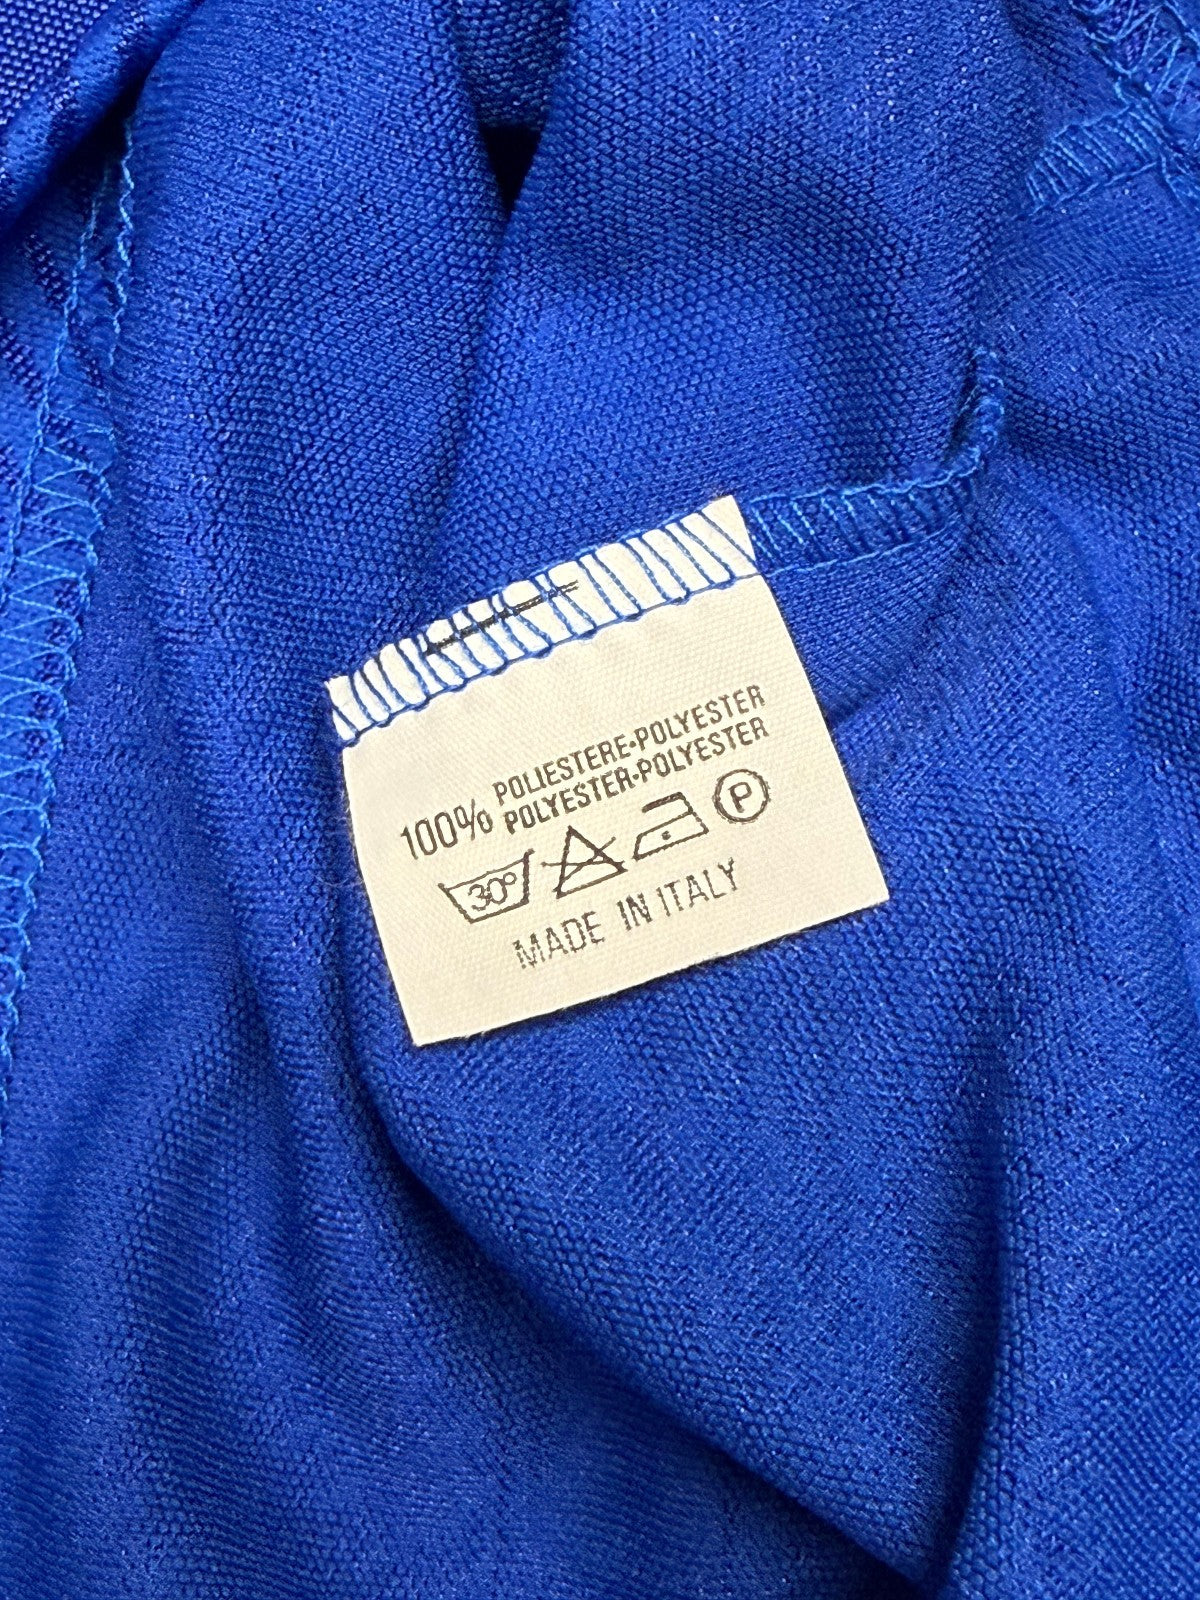 100% POLIESTERE•POLYESTER
POLYESTER•POLYESTER
30° P
MADE IN ITALY